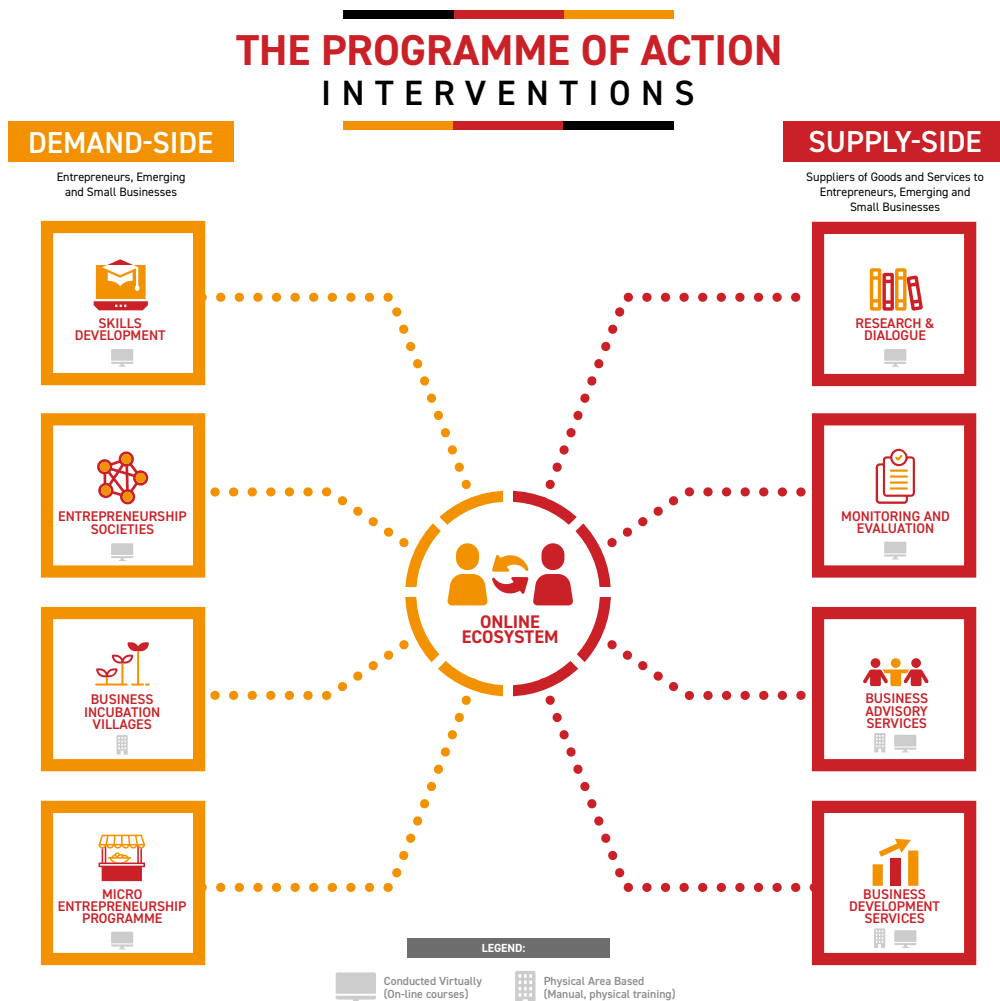 THE PROGRAMME OF ACTION
INTERVENTIONS
DEMAND-SIDE
Entrepreneurs, Emerging
and Small Businesses
SKILLS
DEVELOPMENT
ENTREPRENEURSHIP
SOCIETIES
BUSINESS
INCUBATION
VILLAGES
MICRO
ENTREPRENEURSHIP
PROGRAMME
ONLINE
ECOSYSTEM
SUPPLY-SIDE
Suppliers of Goods and Services to
Entrepreneurs, Emerging and
Small Businesses
RESEARCH &
DIALOGUE
MONITORING AND
EVALUATION
BUSINESS
ADVISORY
SERVICES
BUSINESS
DEVELOPMENT
SERVICES
LEGEND:
Conducted Virtually
(On-line courses)
Physical Area Based
(Manual, physical training)